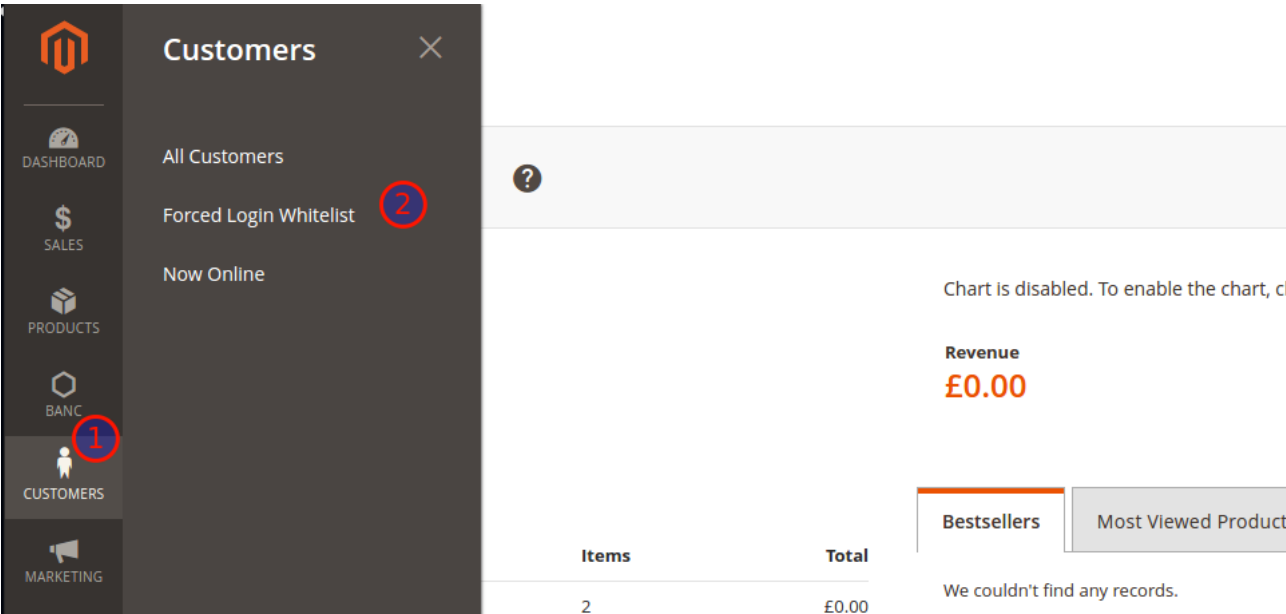 Customers
DASHBOARD
SALES
PRODUCTS
BANC
1
CUSTOMERS
MARKETING
All Customers
Forced Login Whitelist 2
Now Online
?
Chart is disabled. To enable the chart, c
Revenue
£0.00
Bestsellers Most Viewed Product
Items Total
2 £0.00
We couldn't find any records.